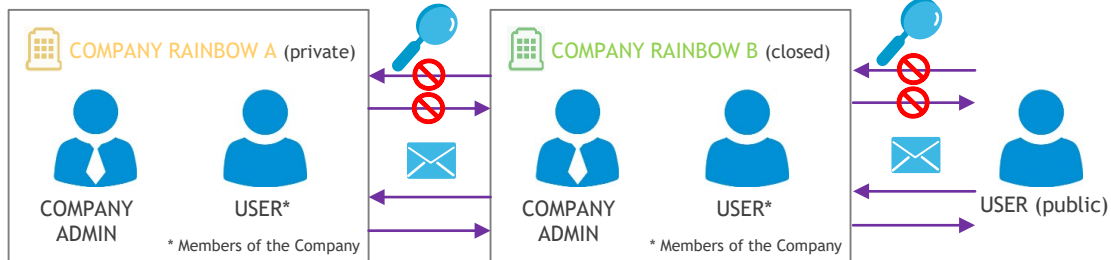 COMPANY RAINBOW A (private)
COMPANY
ADMIN
USER*
* Members of the Company
COMPANY RAINBOW B (closed)
COMPANY
ADMIN
USER*
* Members of the Company
USER (public)